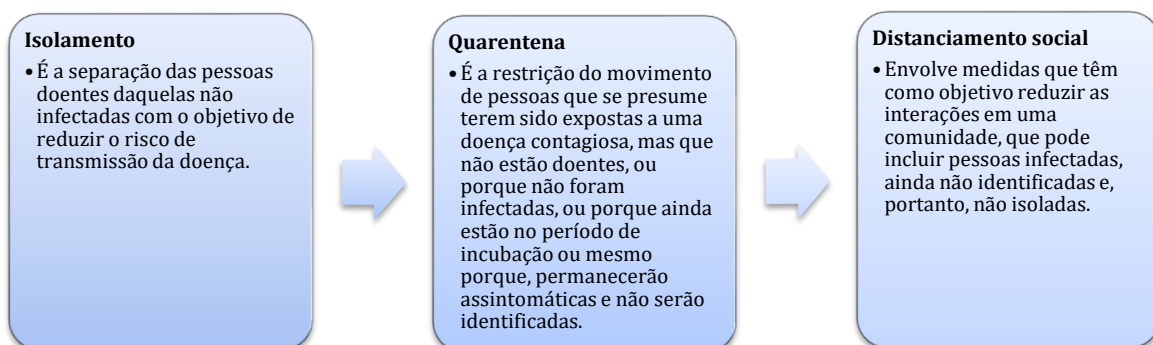 Isolamento
• É a separação das pessoas
doentes daquelas não
infectadas com o objetivo de
reduzir o risco de
transmissão da doença.
Quarentena
• É a restrição do movimento
de pessoas que se presume
terem sido expostas a uma
doença contagiosa, mas que
não estão doentes, ou
porque não foram
infectadas, ou porque ainda
estão no período de
incubação ou mesmo
porque, permanecerão
assintomáticas e não serão
identificadas.
Distanciamento social
• Envolve medidas que têm
como objetivo reduzir as
interações em uma
comunidade, que pode
incluir pessoas infectadas,
ainda não identificadas e,
portanto, não isoladas.